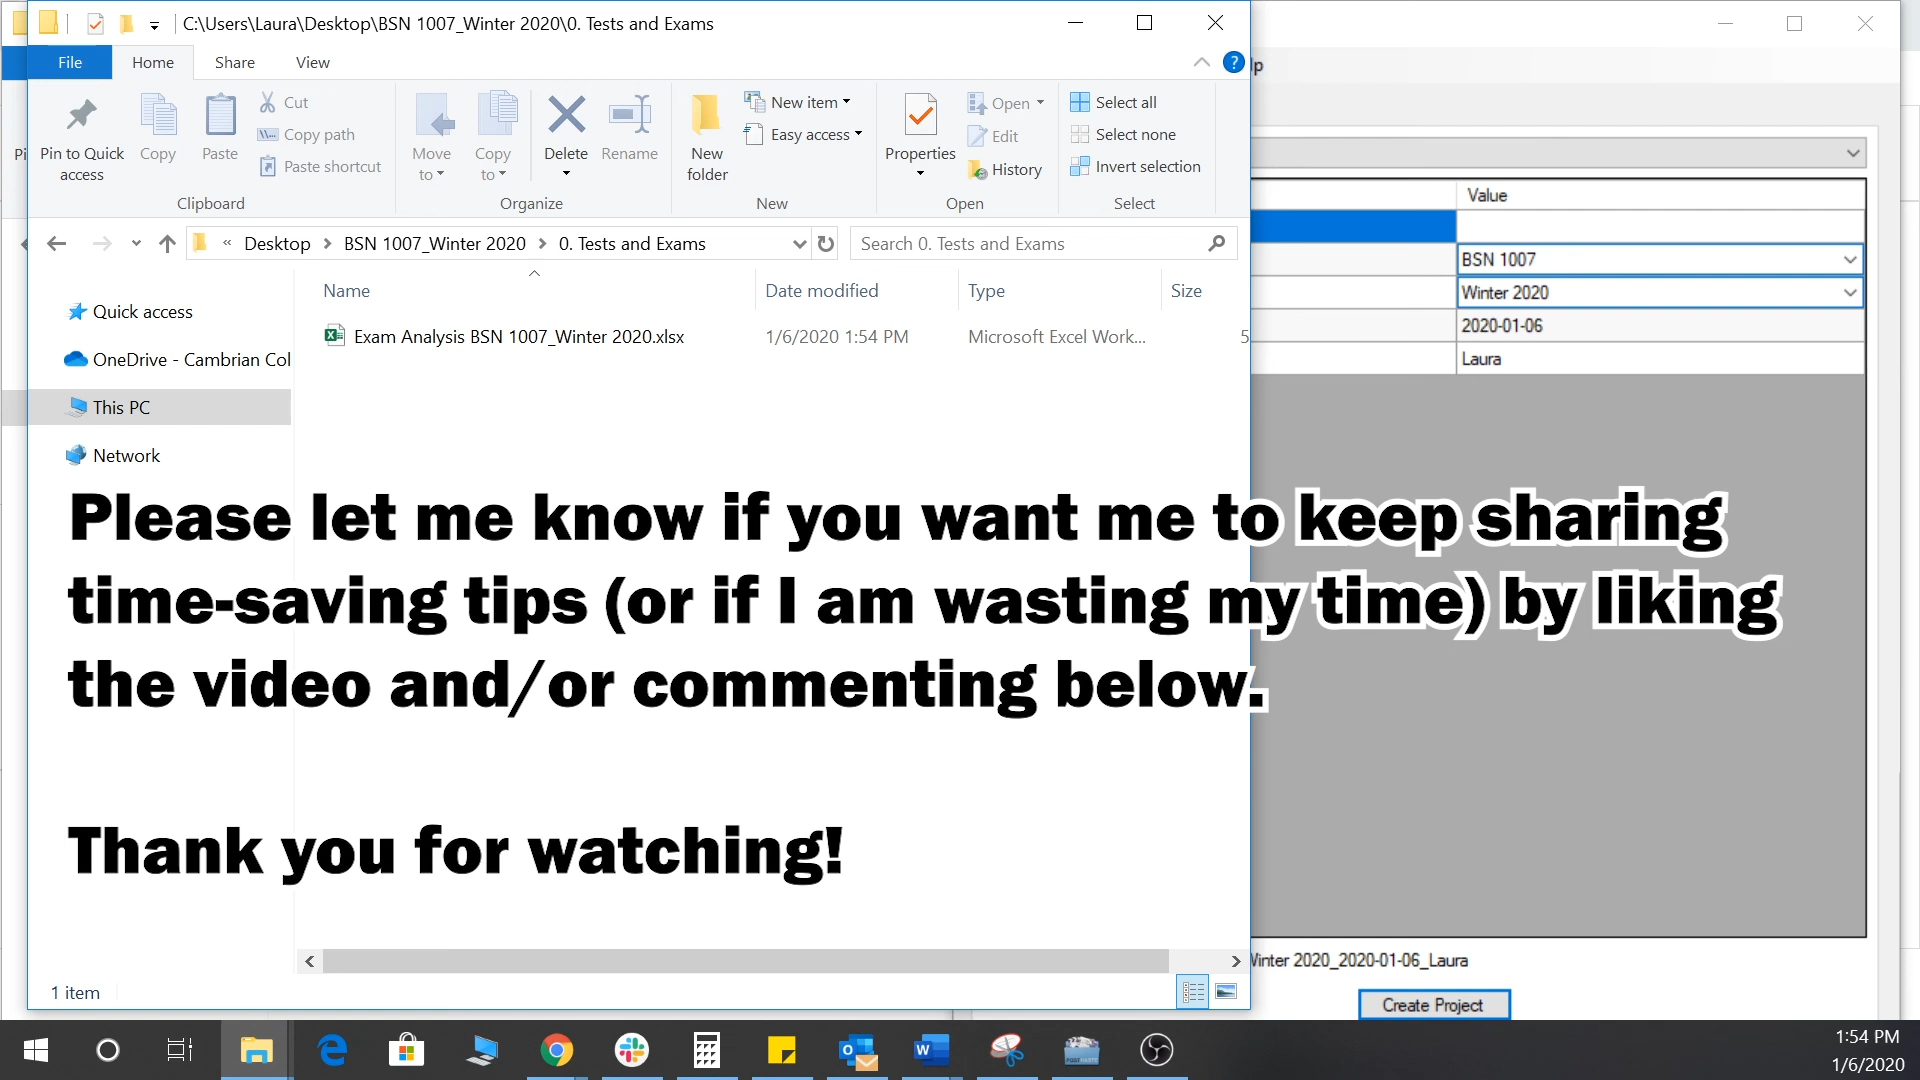 C:\Users\Laura\Desktop\BSN 1007_Winter 2020\0. Tests and Exams
File Home Share View
? lp
Pin to Quick access
Copy
Paste
Cut
Copy path
Paste shortcut
Clipboard
Move to
Copy to
Delete
Rename
Organize
New folder
New item
Easy access
New
Properties
Open
Edit
History
Open
Select all
Select none
Invert selection
Select
Pi
« Desktop > BSN 1007_Winter 2020 > 0. Tests and Exams
Search 0. Tests and Exams
Name Date modified Type Size
Exam Analysis BSN 1007_Winter 2020.xlsx 1/6/2020 1:54 PM Microsoft Excel Work... 5
Quick access
OneDrive - Cambrian Col
This PC
Network
Value
BSN 1007
Winter 2020
2020-01-06
Laura
Please let me know if you want me to keep sharing
time-saving tips (or if I am wasting my time) by liking
the video and/or commenting below.
Thank you for watching!
Winter 2020_2020-01-06_Laura
1 item
Create Project
1:54 PM
1/6/2020